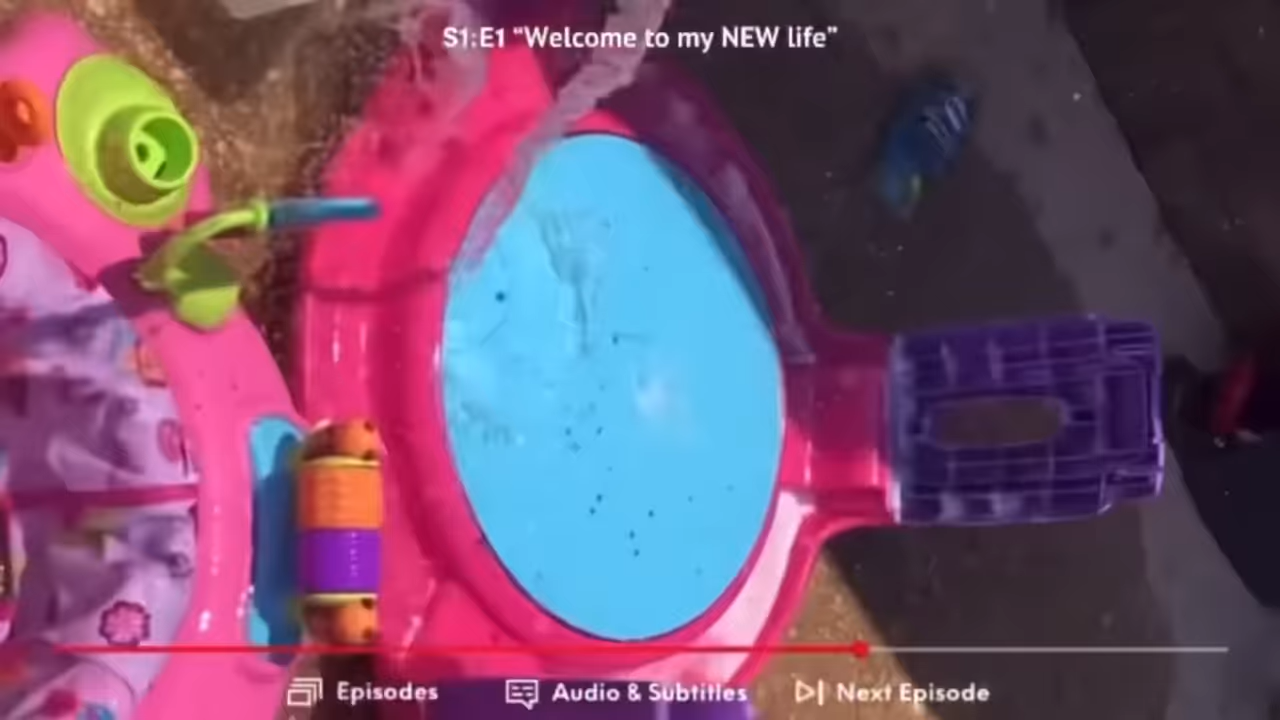 S1:E1 “Welcome to my NEW life”
Episodes
Audio & Subtitles
Next Episode